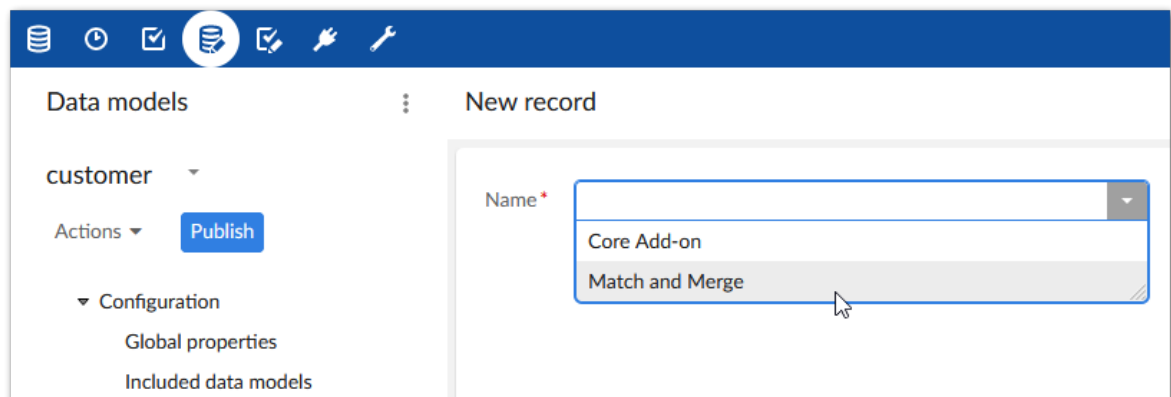 Data models
New record
customer
Name *
Actions
Publish
Core Add-on
Match and Merge
Configuration
Global properties
Included data models